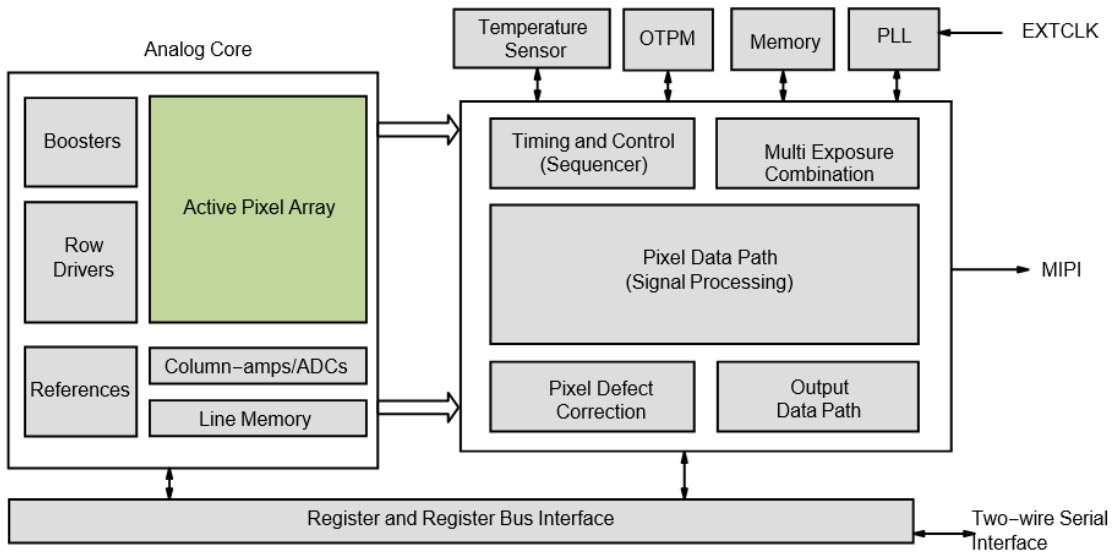 Analog Core
Temperature
Sensor
OTPM
Memory
PLL
EXTCLK
Boosters
Active Pixel Array
Row
Drivers
References
Column−amps/ADCs
Line Memory
Timing and Control
(Sequencer)
Multi Exposure
Combination
Pixel Data Path
(Signal Processing)
MIPI
Pixel Defect
Correction
Output
Data Path
Register and Register Bus Interface
Two−wire Serial
Interface